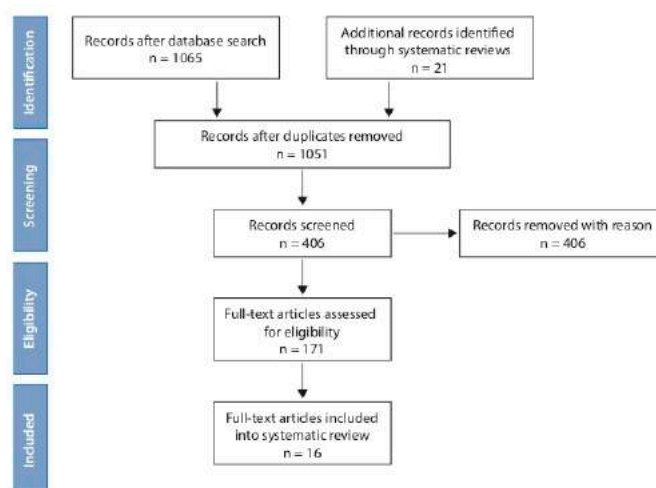 Identification
Records after database search
n = 1065
Additional records identified
through systematic reviews
n = 21
Records after duplicates removed
n = 1051
Screening
Records screened
n = 406
Records removed with reason
n = 406
Eligibility
Full-text articles assessed
for eligibility
n = 171
Included
Full-text articles included
into systematic review
n = 16